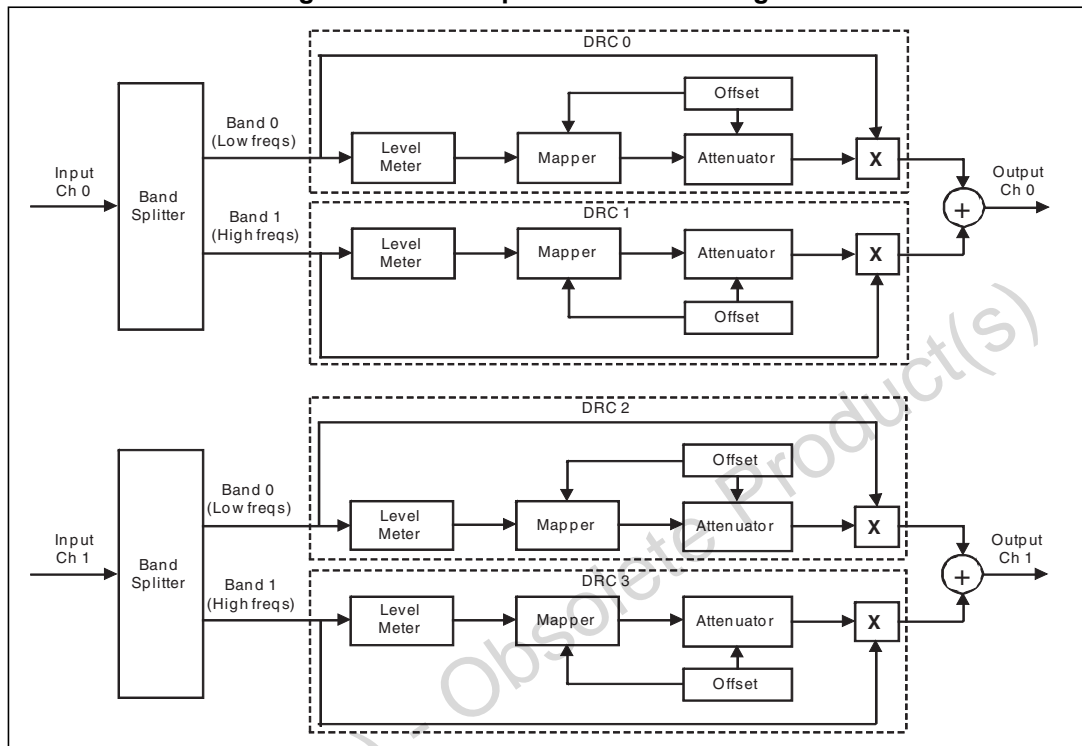 DRC 0
Offset
Band 0
(Low freqs)
Level
Meter
Mapper
Attenuator
X
Input
Ch 0
Band
Splitter
Output
Ch 0
+
Band 1
(High freqs)
DRC 1
Level
Meter
Mapper
Attenuator
X
Offset
DRC 2
Offset
Band 0
(Low freqs)
Level
Meter
Mapper
Attenuator
X
Input
Ch 1
Band
Splitter
Output
Ch 1
+
Band 1
(High freqs)
DRC 3
Level
Meter
Mapper
Attenuator
X
Offset
) - Obsolete Product(s)